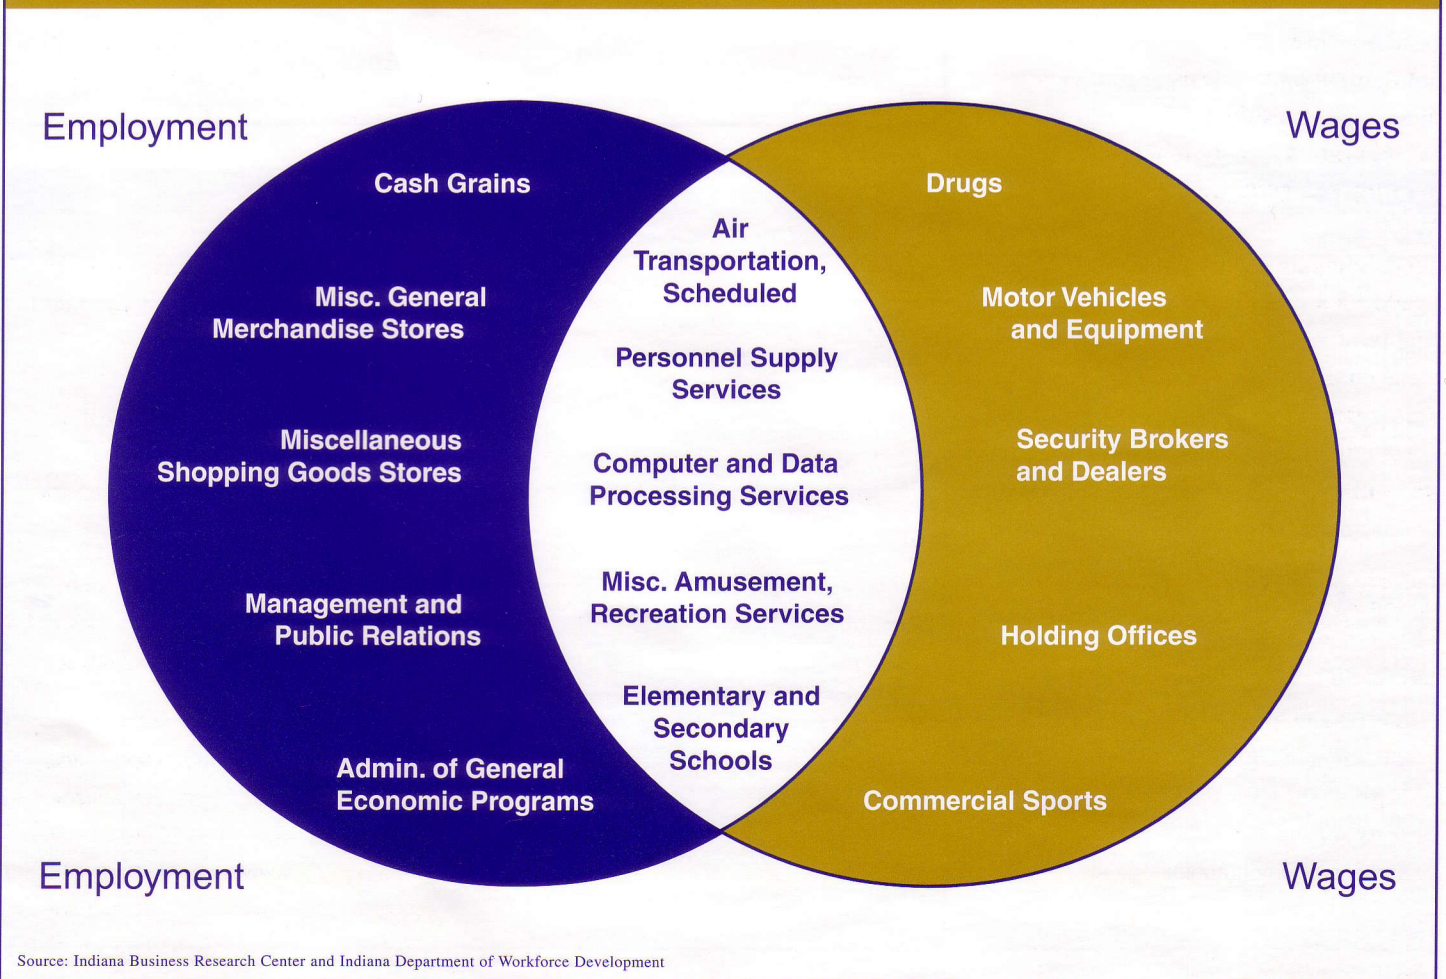 Employment
Wages
Cash Grains
Drugs
Air
Transportation,
Scheduled
Misc. General
Merchandise Stores
Motor Vehicles
and Equipment
Personnel Supply
Services
Miscellaneous
Shopping Goods Stores
Security Brokers
and Dealers
Computer and Data
Processing Services
Management and
Public Relations
Misc. Amusement,
Recreation Services
Holding Offices
Elementary and
Secondary
Schools
Admin. of General
Economic Programs
Commercial Sports
Employment
Wages
Source: Indiana Business Research Center and Indiana Department of Workforce Development